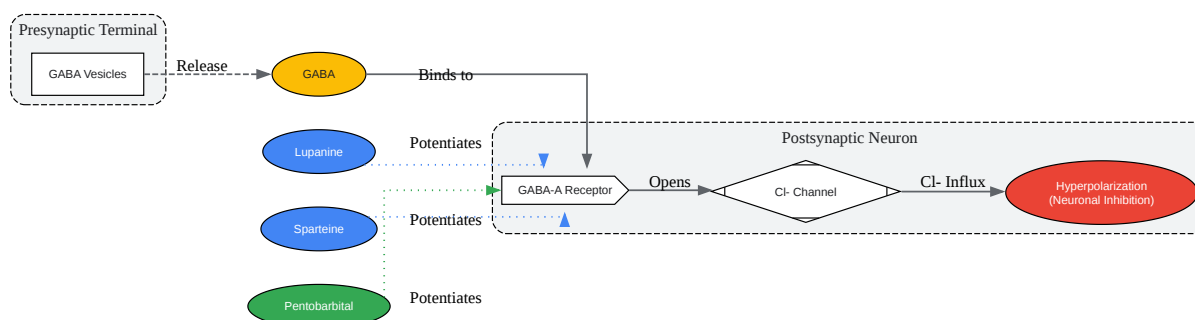 Presynaptic Terminal
GABA Vesicles
Release
GABA
Binds to
Postsynaptic Neuron
Lupanine
Potentiates
GABA-A Receptor
Opens
Cl- Channel
Cl- Influx
Hyperpolarization
(Neuronal Inhibition)
Sparteine
Potentiates
Pentobarbital
Potentiates